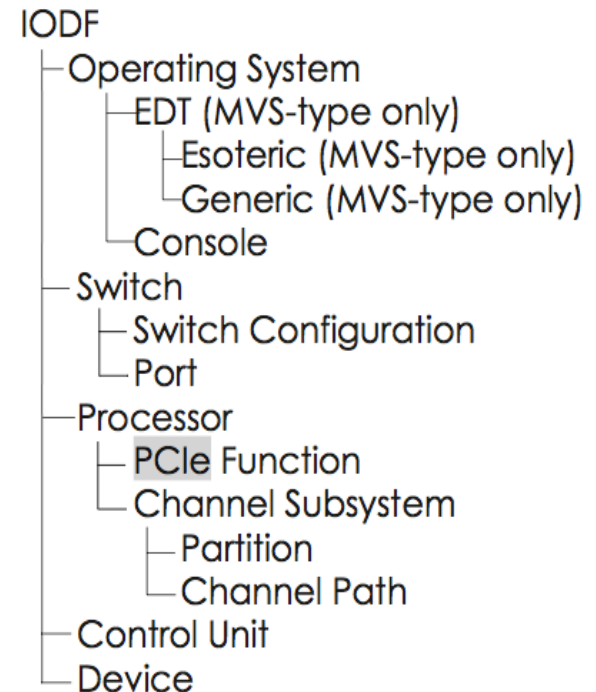 IODF
Operating System
EDT (MVS-type only)
Esoteric (MVS-type only)
Generic (MVS-type only)
Console
Switch
Switch Configuration
Port
Processor
PCIe Function
Channel Subsystem
Partition
Channel Path
Control Unit
Device